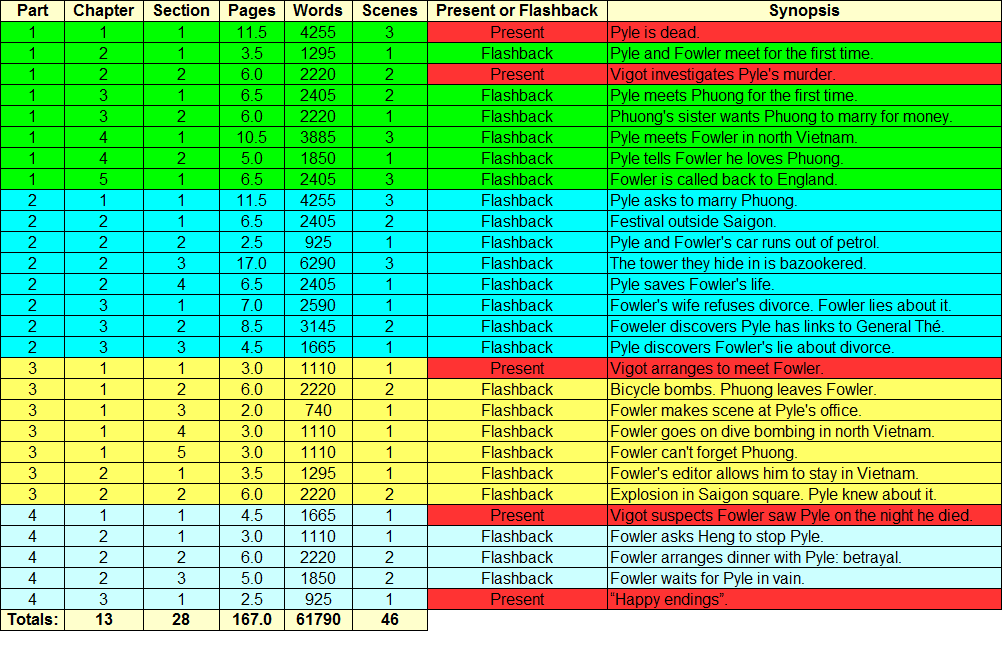 Part Chapter Section Pages Words Scenes Present or Flashback Synopsis
1 1 1 11.5 4255 3 Present Pyle is dead.
1 2 1 3.5 1295 1 Flashback Pyle and Fowler meet for the first time.
1 2 2 6.0 2220 2 Present Vigot investigates Pyle's murder.
1 3 1 6.5 2405 2 Flashback Pyle meets Phuong for the first time.
1 3 2 6.0 2220 1 Flashback Phuong's sister wants Phuong to marry for money.
1 4 1 10.5 3885 3 Flashback Pyle meets Fowler in north Vietnam.
1 4 2 5.0 1850 1 Flashback Pyle tells Fowler he loves Phuong.
1 5 1 6.5 2405 3 Flashback Fowler is called back to England.
2 1 1 11.5 4255 3 Flashback Pyle asks to marry Phuong.
2 2 1 6.5 2405 2 Flashback Festival outside Saigon.
2 2 2 2.5 925 1 Flashback Pyle and Fowler's car runs out of petrol.
2 2 3 17.0 6290 3 Flashback The tower they hide in is bazookered.
2 2 4 6.5 2405 1 Flashback Pyle saves Fowler's life.
2 3 1 7.0 2590 1 Flashback Fowler's wife refuses divorce. Fowler lies about it.
2 3 2 8.5 3145 2 Flashback Foweler discovers Pyle has links to General Thé.
2 3 3 4.5 1665 1 Flashback Pyle discovers Fowler's lie about divorce.
3 1 1 3.0 1110 1 Present Vigot arranges to meet Fowler.
3 1 2 6.0 2220 2 Flashback Bicycle bombs. Phuong leaves Fowler.
3 1 3 2.0 740 1 Flashback Fowler makes scene at Pyle's office.
3 1 4 3.0 1110 1 Flashback Fowler goes on dive bombing in north Vietnam.
3 1 5 3.0 1110 1 Flashback Fowler can't forget Phuong.
3 2 1 3.5 1295 1 Flashback Fowler's editor allows him to stay in Vietnam.
3 2 2 6.0 2220 2 Flashback Explosion in Saigon square. Pyle knew about it.
4 1 1 4.5 1665 1 Present Vigot suspects Fowler saw Pyle on the night he died.
4 2 1 3.0 1110 1 Flashback Fowler asks Heng to stop Pyle.
4 2 2 6.0 2220 2 Flashback Fowler arranges dinner with Pyle: betrayal.
4 2 3 5.0 1850 2 Flashback Fowler waits for Pyle in vain.
4 3 1 2.5 925 1 Present "Happy endings".
Totals: 13 28 167.0 61790 46